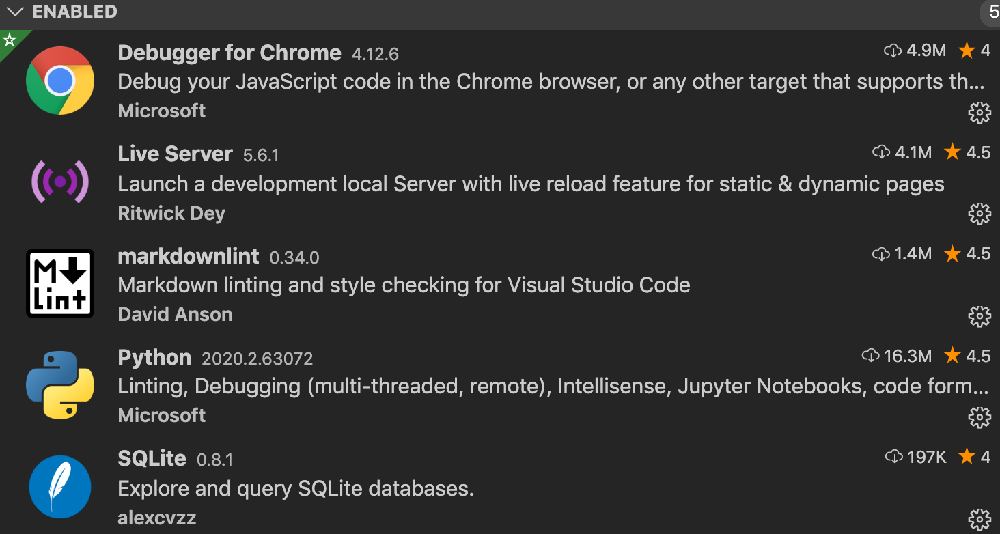 ENABLED 5
Debugger for Chrome 4.12.6 4.9M 4
Debug your JavaScript code in the Chrome browser, or any other target that supports th...
Microsoft
Live Server 5.6.1 4.1M 4.5
Launch a development local Server with live reload feature for static & dynamic pages
Ritwick Dey
M Lint
markdownlint 0.34.0 1.4M 4.5
Markdown linting and style checking for Visual Studio Code
David Anson
Python 2020.2.63072 16.3M 4.5
Linting, Debugging (multi-threaded, remote), Intellisense, Jupyter Notebooks, code form...
Microsoft
SQLite 0.8.1 197K 4
Explore and query SQLite databases.
alexcvzz